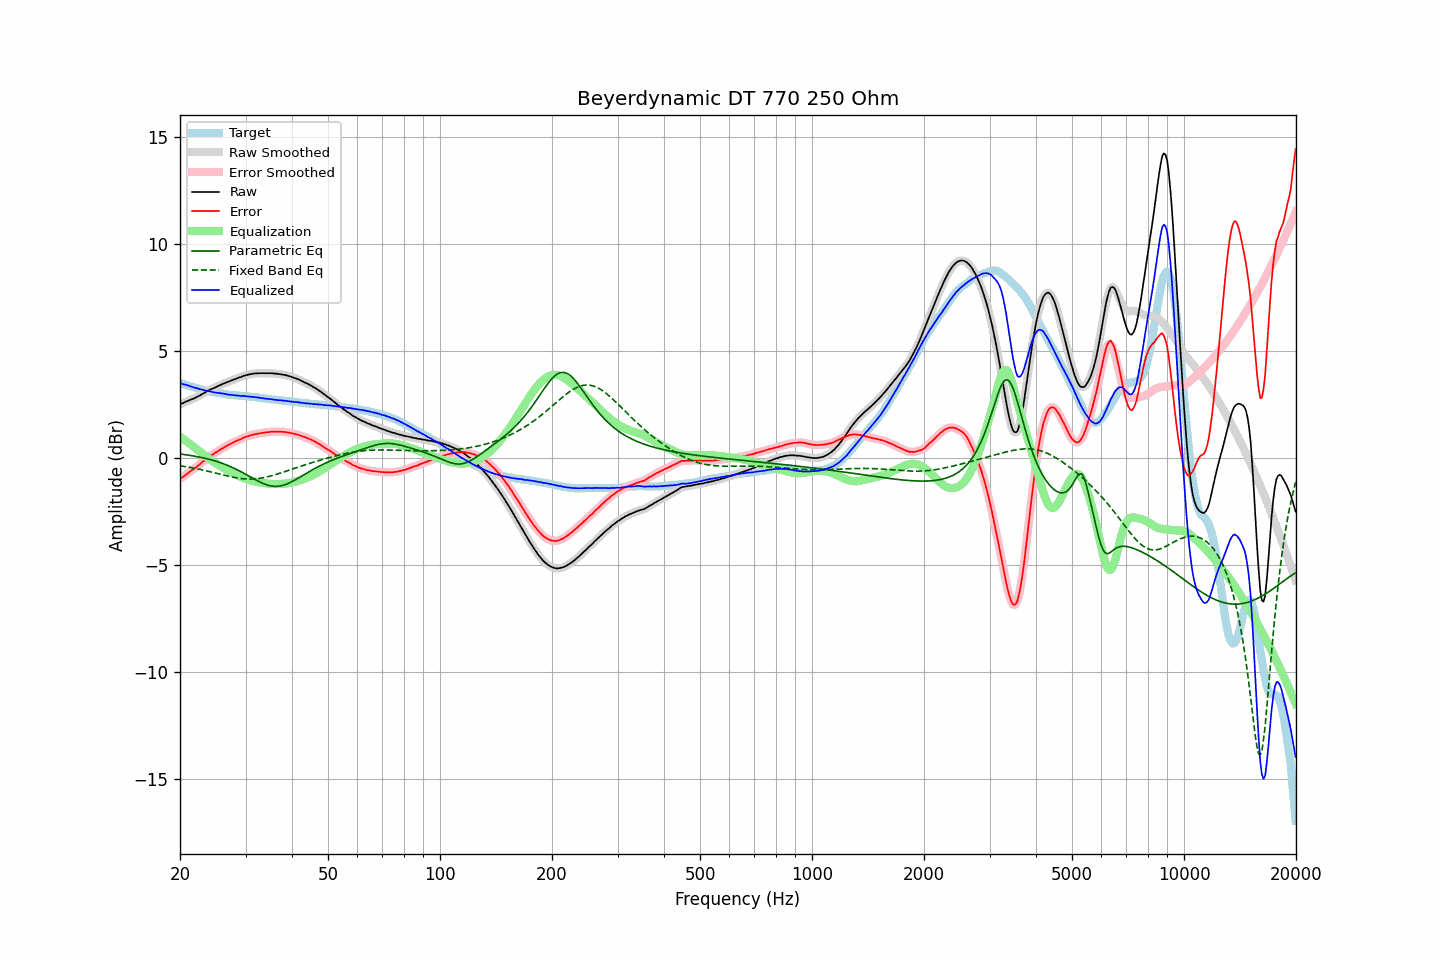 Beyerdynamic DT 770 250 Ohm
Target
Raw Smoothed
Error Smoothed
Raw
Error
Equalization
Parametric Eq
Fixed Band Eq
Equalized
Amplitude (dBr)
15
10
5
0
−5
−10
−15
20 50 100 200 500 1000 2000 5000 10000 20000
Frequency (Hz)